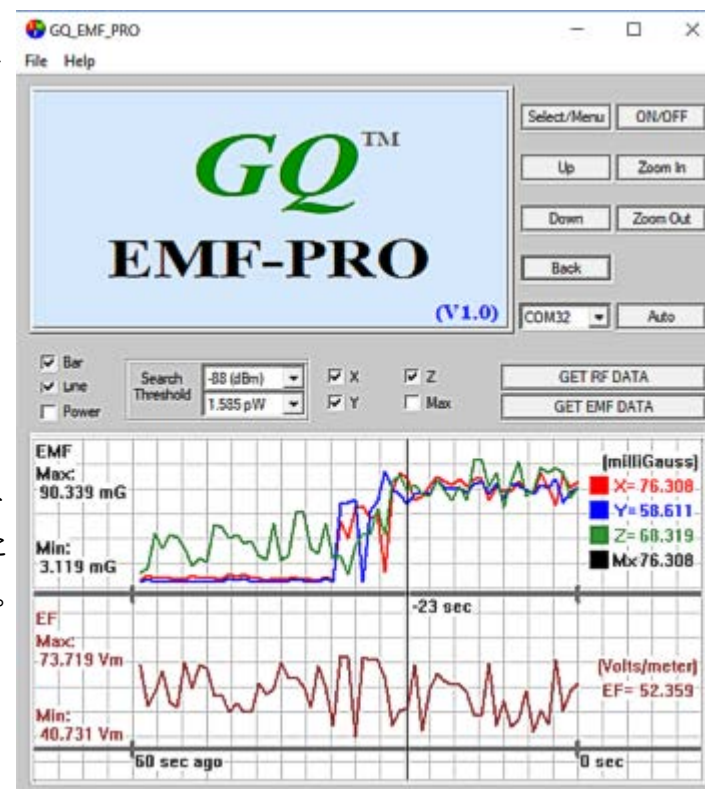 GQ_EMF_PRO
File Help
GQ™
EMF-PRO
(V1.0)
Select/Menu ON/OFF
Up Zoom In
Down Zoom Out
Back
COM32 Auto
Bar
Line
Power
Search Threshold
-88 (dBm)
1.585 pW
X Z
Y Max
GET RF DATA
GET EMF DATA
EMF
Max:
90.339 mG
Min:
3.119 mG
(milliGauss)
X= 76.308
Y= 58.611
Z= 68.319
Mx 76.308
-23 sec
EF
Max:
73.719 Vm
Min:
40.731 Vm
(Volts/meter)
EF= 52.359
60 sec ago 0 sec